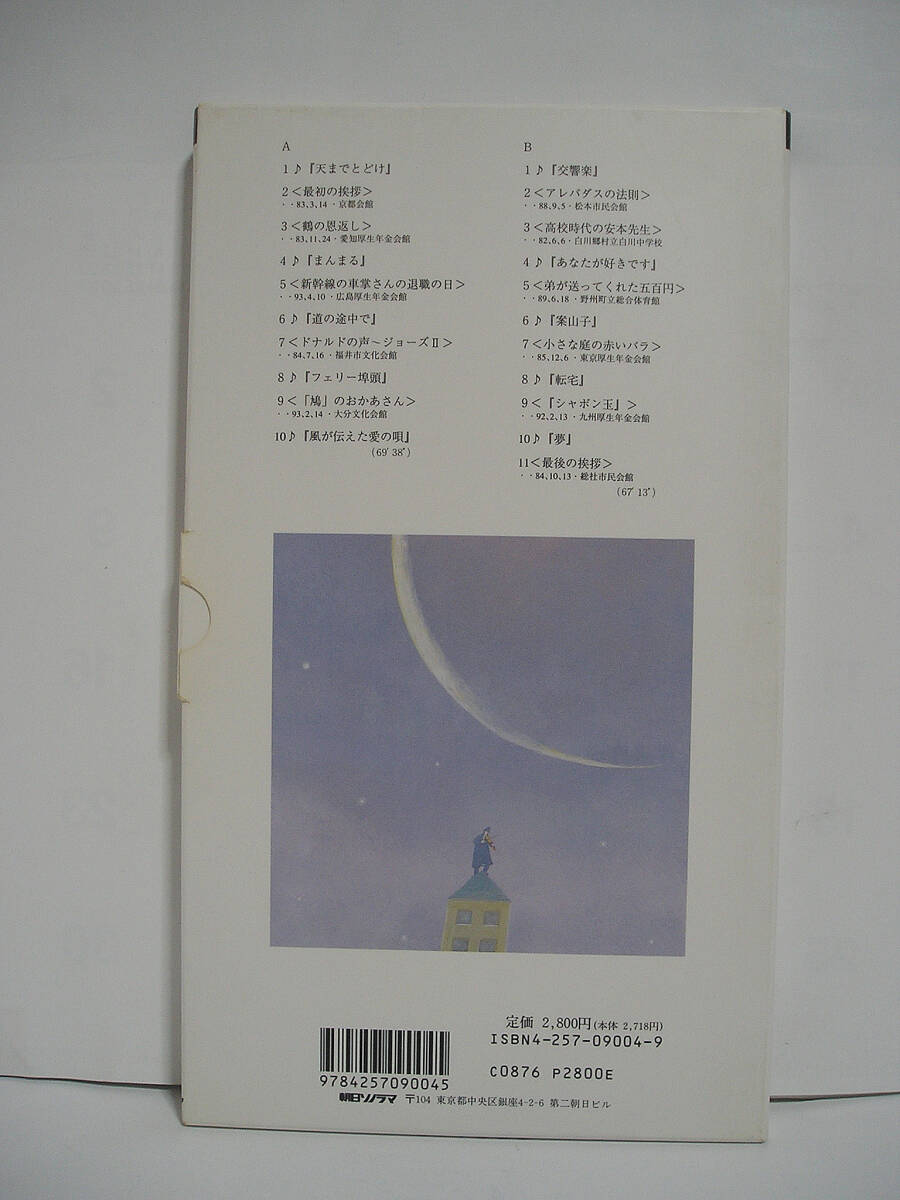 A
1♪『天までとどけ』
2<最初の挨拶>
・・83,3,14・京都会館
3<鶴の恩返し>
・・83,11,24・愛知厚生年金会館
4♪『まんまる』
5<新幹線の車掌さんの退職の日>
・・93,4,10・広島厚生年金会館
6♪『道の途中で』
7<ドナルドの声〜ジョーズⅡ>
・・84,7,16・福井市文化会館
8♪『フェリー埠頭』
9<「鳩」のおかあさん>
・・93,2,14・大分文化会館
10♪『風が伝えた愛の唄』
(69' 38")
B
1♪『交響楽』
2<アレバダスの法則>
・・88,9,5・松本市民会館
3<高校時代の安本先生>
・・82,6,6・白川郷村立白川中学校
4♪『あなたが好きです』
5<弟が送ってくれた五百円>
・・89,6,18・野州町立総合体育館
6♪『案山子』
7<小さな庭の赤いバラ>
・・85,12,6・東京厚生年金会館
8♪『転宅』
9<『シャボン玉』>
・・92,2,13・九州厚生年金会館
10♪『夢』
11<最後の挨拶>
・・84,10,13・総社市民会館
(67' 13")
定価 2,800円(本体 2,718円)
ISBN4-257-09004-9
C0876 P2800E
9784257090045
朝日ソノラマ 〒104 東京都中央区銀座4-2-6 第二朝日ビル